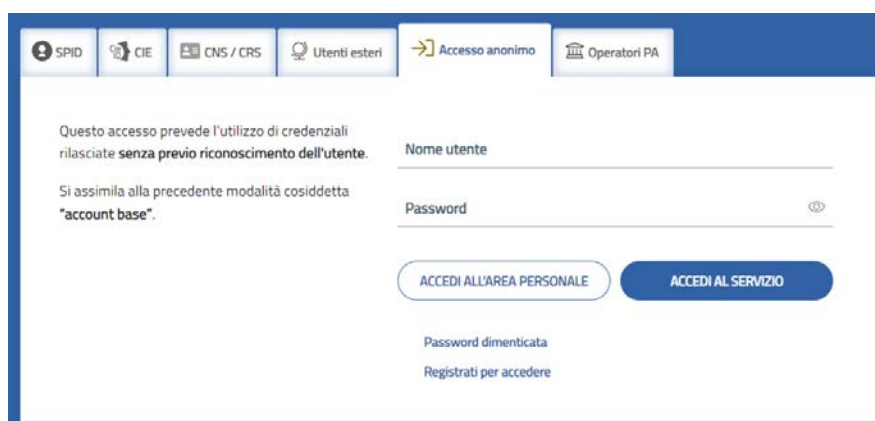 SPID
CIE
CNS / CRS
Utenti esteri
Accesso anonimo
Operatori PA
Questo accesso prevede l'utilizzo di credenziali
rilasciate senza previo riconoscimento dell'utente.
Si assimila alla precedente modalità cosiddetta
"account base".
Nome utente
Password
ACCEDI ALL'AREA PERSONALE
ACCEDI AL SERVIZIO
Password dimenticata
Registrati per accedere